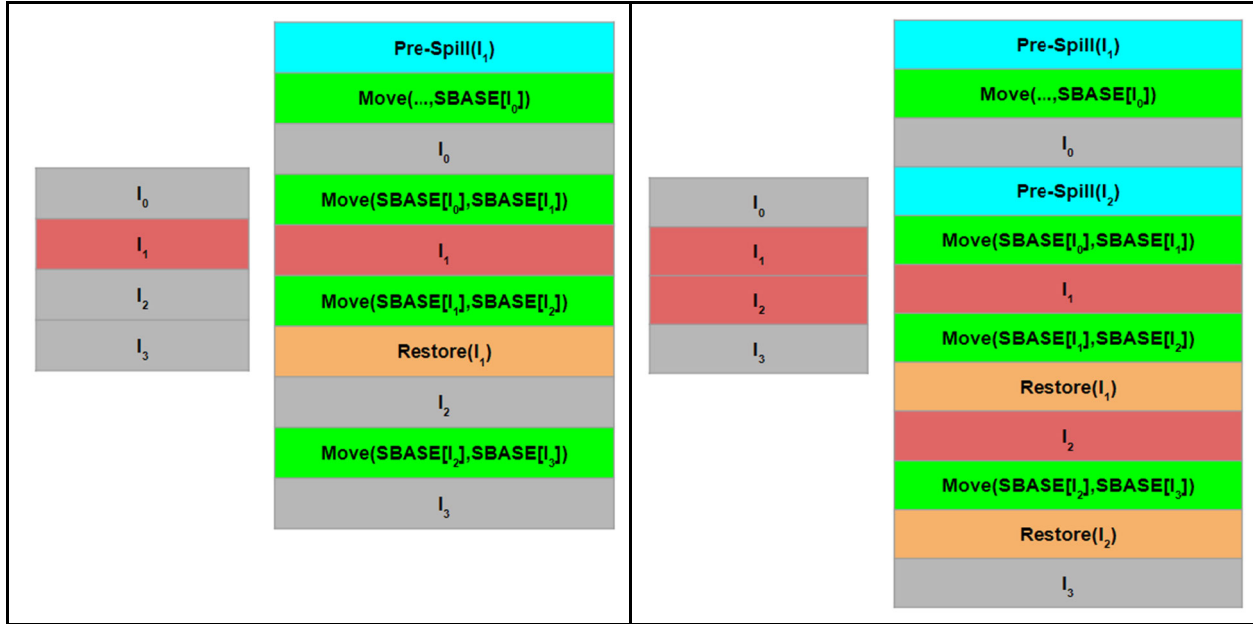 I₀
I₁
I₂
I₃
Pre-Spill(I₁)
Move(...,SBASE[I₀])
I₀
Move(SBASE[I₀],SBASE[I₁])
I₁
Move(SBASE[I₁],SBASE[I₂])
Restore(I₁)
I₂
Move(SBASE[I₂],SBASE[I₃])
I₃
I₀
I₁
I₂
I₃
Pre-Spill(I₁)
Move(...,SBASE[I₀])
I₀
Pre-Spill(I₂)
Move(SBASE[I₀],SBASE[I₁])
I₁
Move(SBASE[I₁],SBASE[I₂])
Restore(I₁)
I₂
Move(SBASE[I₂],SBASE[I₃])
Restore(I₂)
I₃